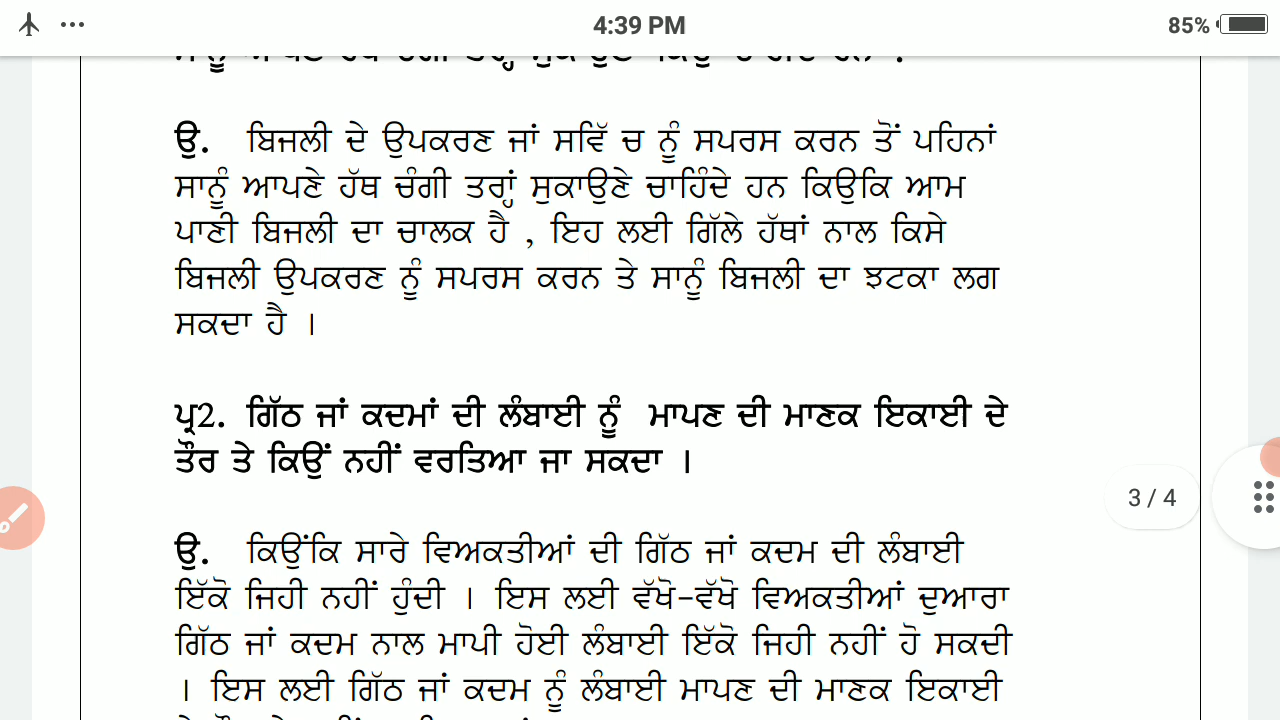 4:39 PM
85%
ਉ. ਬਿਜਲੀ ਦੇ ਉਪਕਰਣ ਜਾਂ ਸਵਿੱ ਚ ਨੂੰ ਸਪਰਸ ਕਰਨ ਤੋਂ ਪਹਿਨਾਂ
ਸਾਨੂੰ ਆਪਣੇ ਹੱਥ ਚੰਗੀ ਤਰ੍ਹਾਂ ਸੁਕਾਉਣੇ ਚਾਹਿੰਦੇ ਹਨ ਕਿਉਕਿ ਆਮ
ਪਾਣੀ ਬਿਜਲੀ ਦਾ ਚਾਲਕ ਹੈ , ਇਹ ਲਈ ਗਿੱਲੇ ਹੱਥਾਂ ਨਾਲ ਕਿਸੇ
ਬਿਜਲੀ ਉਪਕਰਣ ਨੂੰ ਸਪਰਸ ਕਰਨ ਤੇ ਸਾਨੂੰ ਬਿਜਲੀ ਦਾ ਝਟਕਾ ਲਗ
ਸਕਦਾ ਹੈ ।
ਪ੍ਰ2. ਗਿੱਠ ਜਾਂ ਕਦਮਾਂ ਦੀ ਲੰਬਾਈ ਨੂੰ ਮਾਪਣ ਦੀ ਮਾਣਕ ਇਕਾਈ ਦੇ
ਤੌਰ ਤੇ ਕਿਉਂ ਨਹੀਂ ਵਰਤਿਆ ਜਾ ਸਕਦਾ ।
3 / 4
ਉ. ਕਿਉਂਕਿ ਸਾਰੇ ਵਿਅਕਤੀਆਂ ਦੀ ਗਿੱਠ ਜਾਂ ਕਦਮ ਦੀ ਲੰਬਾਈ
ਇੱਕੋ ਜਿਹੀ ਨਹੀਂ ਹੁੰਦੀ । ਇਸ ਲਈ ਵੱਖੋ-ਵੱਖੋ ਵਿਅਕਤੀਆਂ ਦੁਆਰਾ
ਗਿੱਠ ਜਾਂ ਕਦਮ ਨਾਲ ਮਾਪੀ ਹੋਈ ਲੰਬਾਈ ਇੱਕੋ ਜਿਹੀ ਨਹੀਂ ਹੋ ਸਕਦੀ
। ਇਸ ਲਈ ਗਿੱਠ ਜਾਂ ਕਦਮ ਨੂੰ ਲੰਬਾਈ ਮਾਪਣ ਦੀ ਮਾਣਕ ਇਕਾਈ